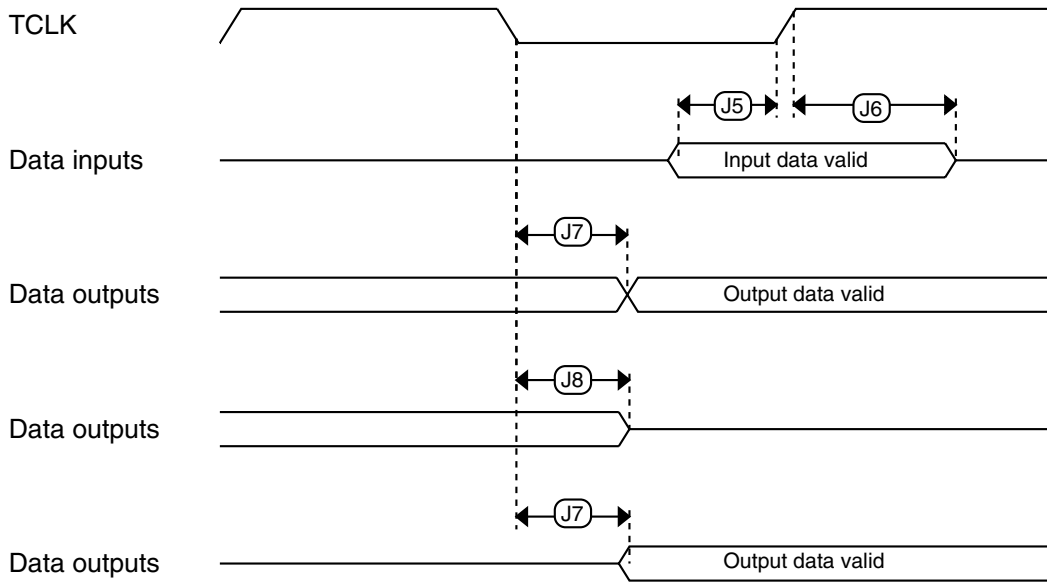 TCLK
J5
J6
Data inputs
Input data valid
J7
Data outputs
Output data valid
J8
Data outputs
J7
Data outputs
Output data valid